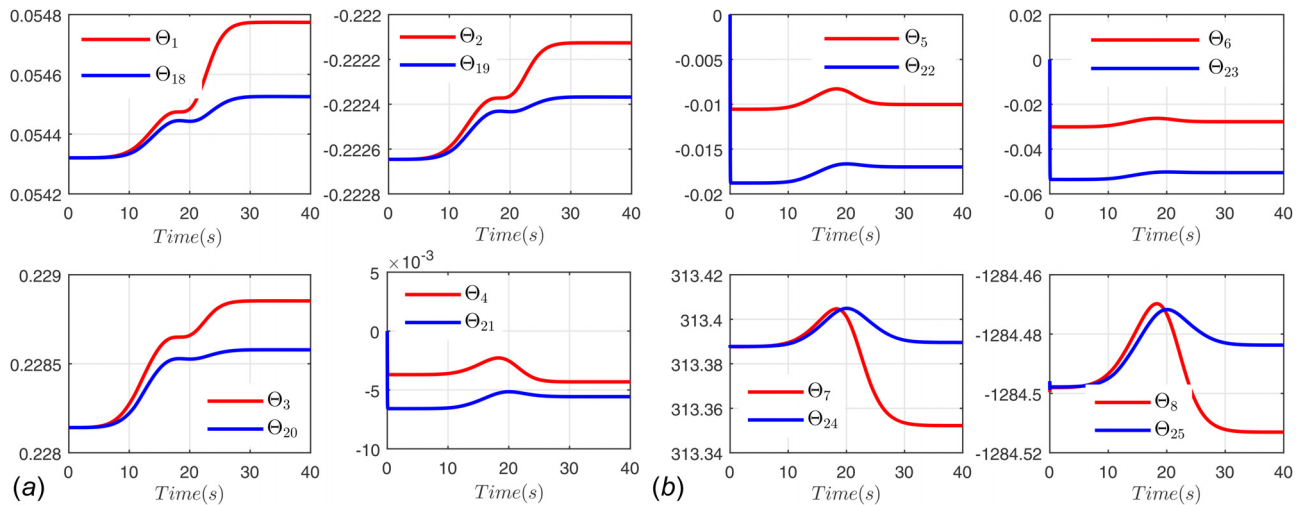 0.0548
0.0546
0.0544
0.0542
Θ1
Θ18
0 10 20 30 40
Time(s)
-0.222
-0.2222
-0.2224
-0.2226
-0.2228
Θ2
Θ19
0 10 20 30 40
Time(s)
0
-0.005
-0.01
-0.015
-0.02
Θ5
Θ22
0 10 20 30 40
Time(s)
0.02
0
-0.02
-0.04
-0.06
Θ6
Θ23
0 10 20 30 40
Time(s)
0.229
0.2285
0.228
Θ3
Θ20
0 10 20 30 40
Time(s)
(a)
× 10-3
5
0
-5
-10
Θ4
Θ21
0 10 20 30 40
Time(s)
313.42
313.4
313.38
313.36
313.34
Θ7
Θ24
0 10 20 30 40
Time(s)
(b)
-1284.46
-1284.48
-1284.5
-1284.52
Θ8
Θ25
0 10 20 30 40
Time(s)